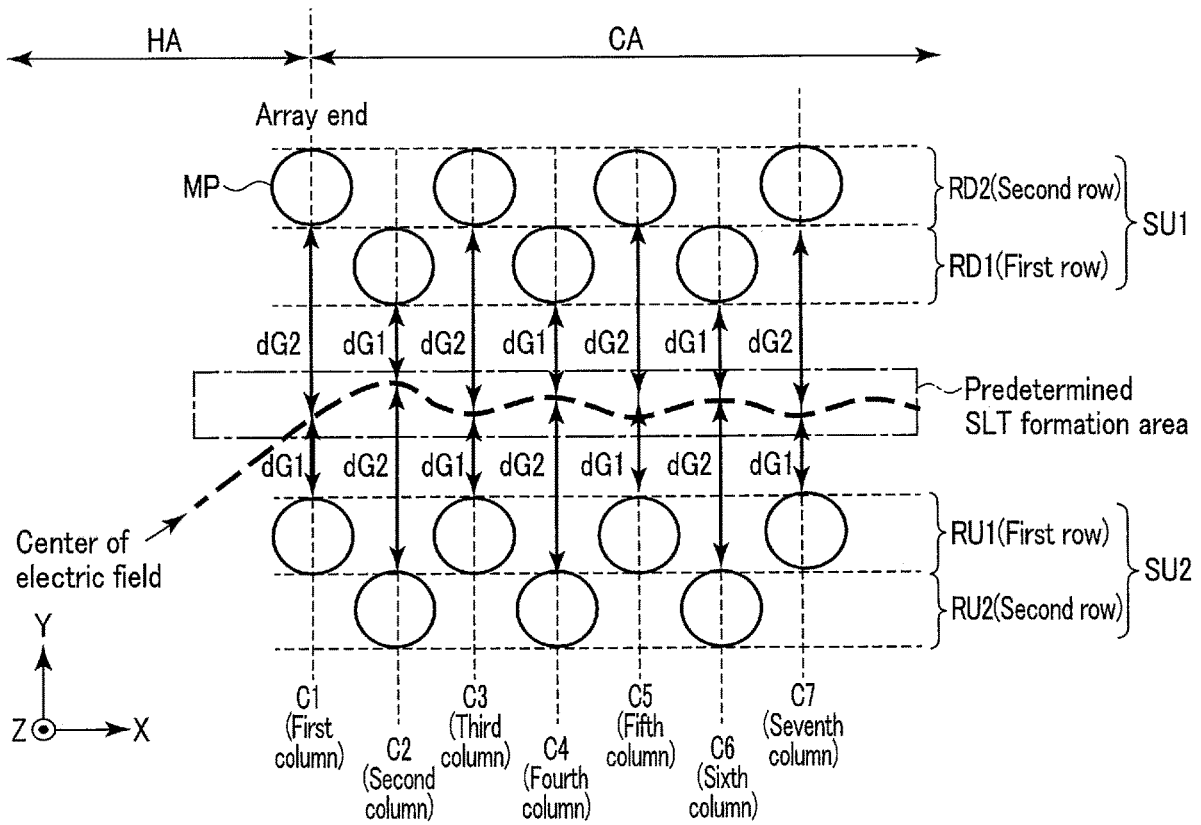 HA
CA
Array end
MP
RD2(Second row)
SU1
RD1(First row)
dG2
dG1
dG2
dG1
dG2
dG1
dG2
Predetermined
SLT formation area
dG1
dG2
dG1
dG2
dG1
dG2
dG1
Center of
electric field
RU1(First row)
SU2
RU2(Second row)
Y
Z
X
C1
(First
column)
C2
(Second
column)
C3
(Third
column)
C4
(Fourth
column)
C5
(Fifth
column)
C6
(Sixth
column)
C7
(Seventh
column)